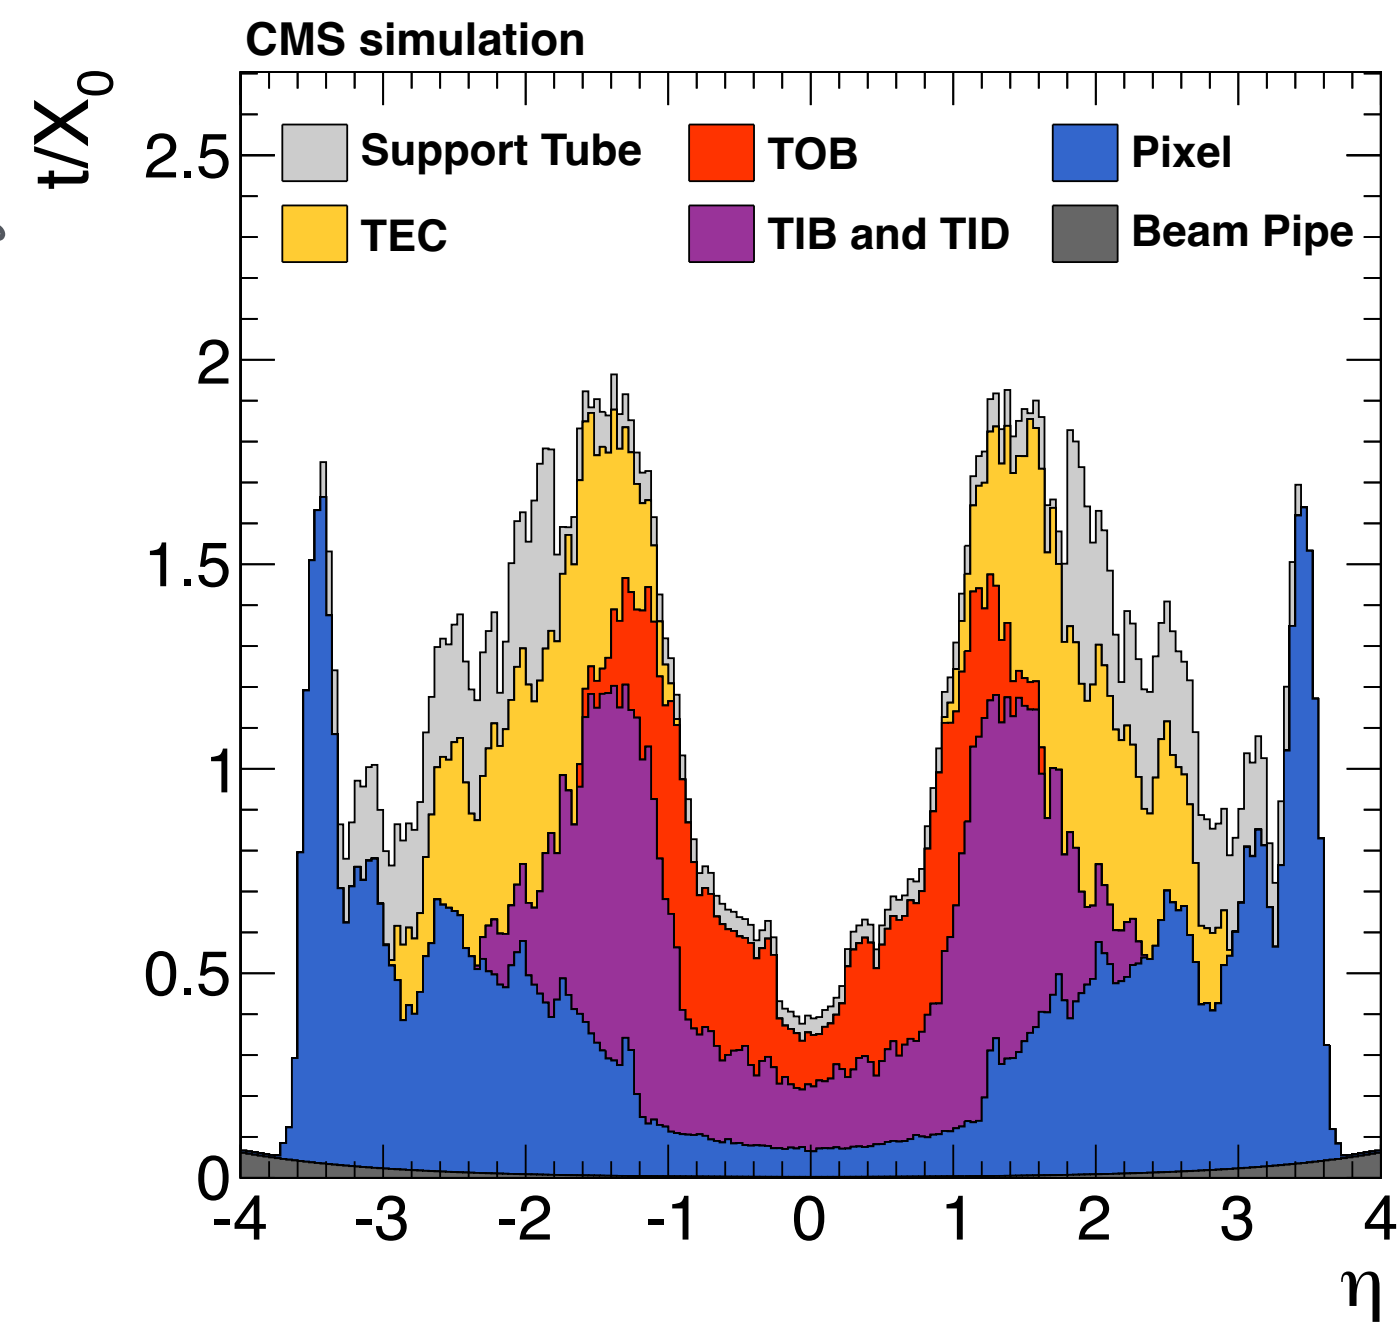 CMS simulation
t/X0
Support Tube TOB Pixel
TEC TIB and TID Beam Pipe
2.5
2
1.5
1
0.5
0
-4 -3 -2 -1 0 1 2 3 4
η